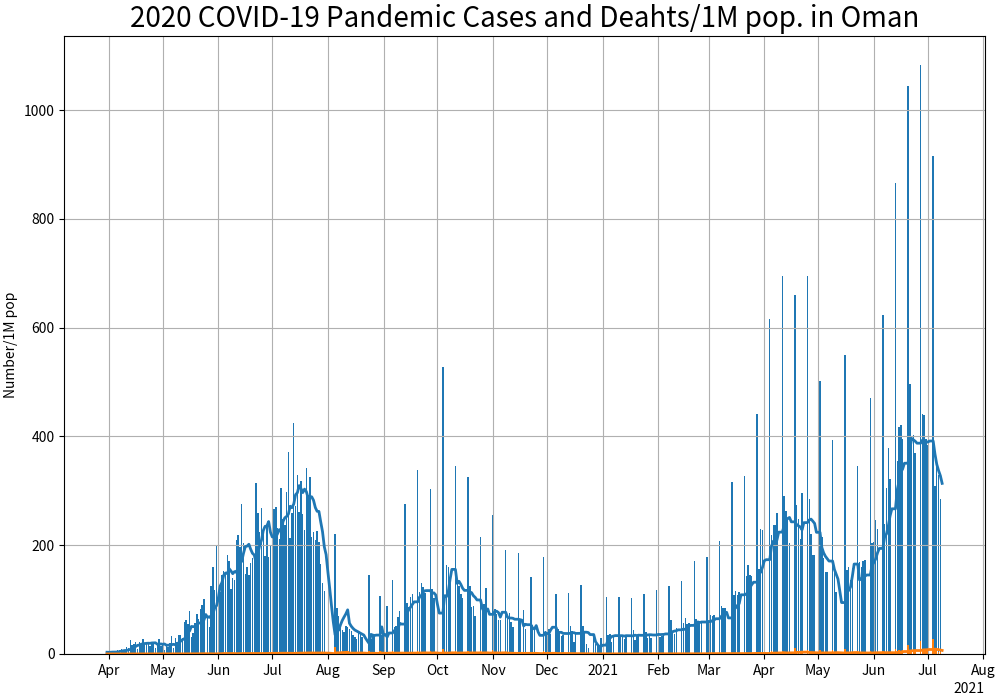 2020 COVID-19 Pandemic Cases and Deahts/1M pop. in Oman
Number/1M pop
1000
800
600
400
200
0
Apr May Jun Jul Aug Sep Oct Nov Dec 2021 Feb Mar Apr May Jun Jul Aug
2021